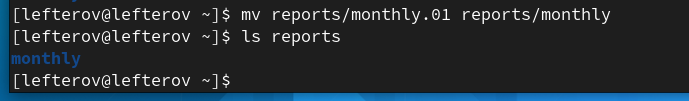 [lefterov@lefterov ~]$ mv reports/monthly.01 reports/monthly
[lefterov@lefterov ~]$ ls reports
monthly
[lefterov@lefterov ~]$